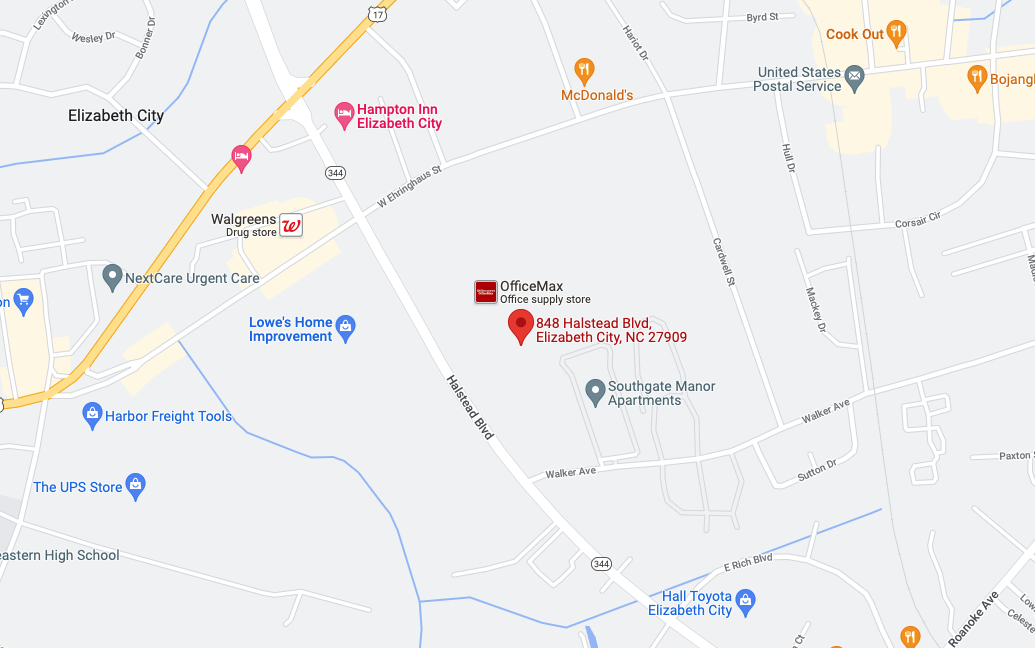 Lexington
Wesley Dr
Bonner Dr
17
Byrd St
Hariot Dr
Cook Out
United States
Postal Service
McDonald's
Bojangl
Elizabeth City
Hampton Inn
Elizabeth City
344
W Ehringhaus St
Hull Dr
Corsair Cir
Walgreens
Drug store
Cardwell St
NextCare Urgent Care
OfficeMax
Office supply store
Mackey Dr
on
Lowe's Home
Improvement
848 Halstead Blvd,
Elizabeth City, NC 27909
Southgate Manor
Apartments
Harbor Freight Tools
Halstead Blvd
Walker Ave
Walker Ave
Sutton Dr
Paxton S
The UPS Store
eastern High School
344
E Rich Blvd
Hall Toyota
Elizabeth City
Roanoke Ave
Celeste
Ct